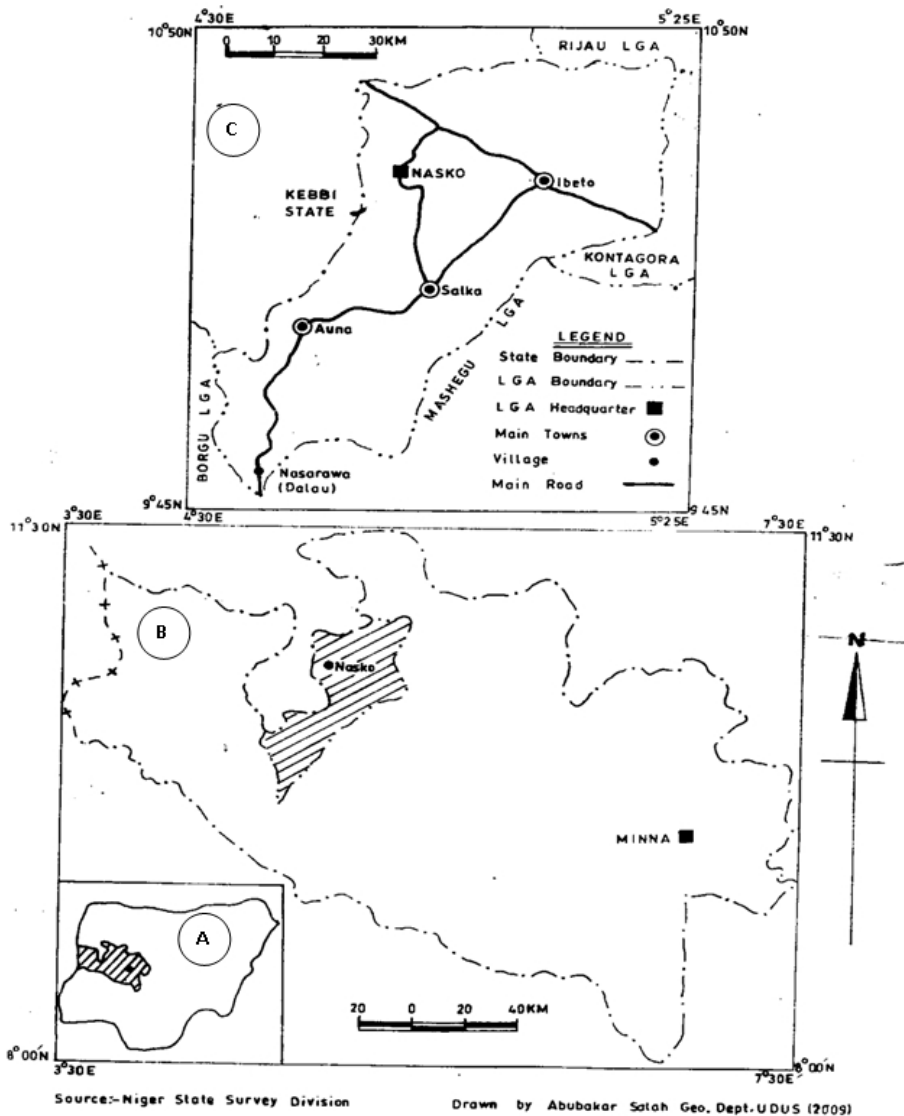 4°30E
5°25E
10°50N
10°50N
0 10 20 30KM
RIJAU LGA
C
NASKO
Ibeto
KEBBI
STATE
KONTAGORA
LGA
Salka
Auna
MASHEGU LGA
BORGU LGA
LEGEND
State Boundary
LGA Boundary
LGA Headquarter
Main Towns
Village
Main Road
Nasarawa
(Dalau)
9°45N
9 45N
4°30E
5°25E
3°30E
7°30E
11°30N
11°30N
B
Nasko
N
MINNA
A
20 0 20 40KM
8°00N
8°00N
3°30E
7°30E
Source:-Niger State Survey Division
Drawn by Abubakar Salah Geo. Dept. UDUS (2009)